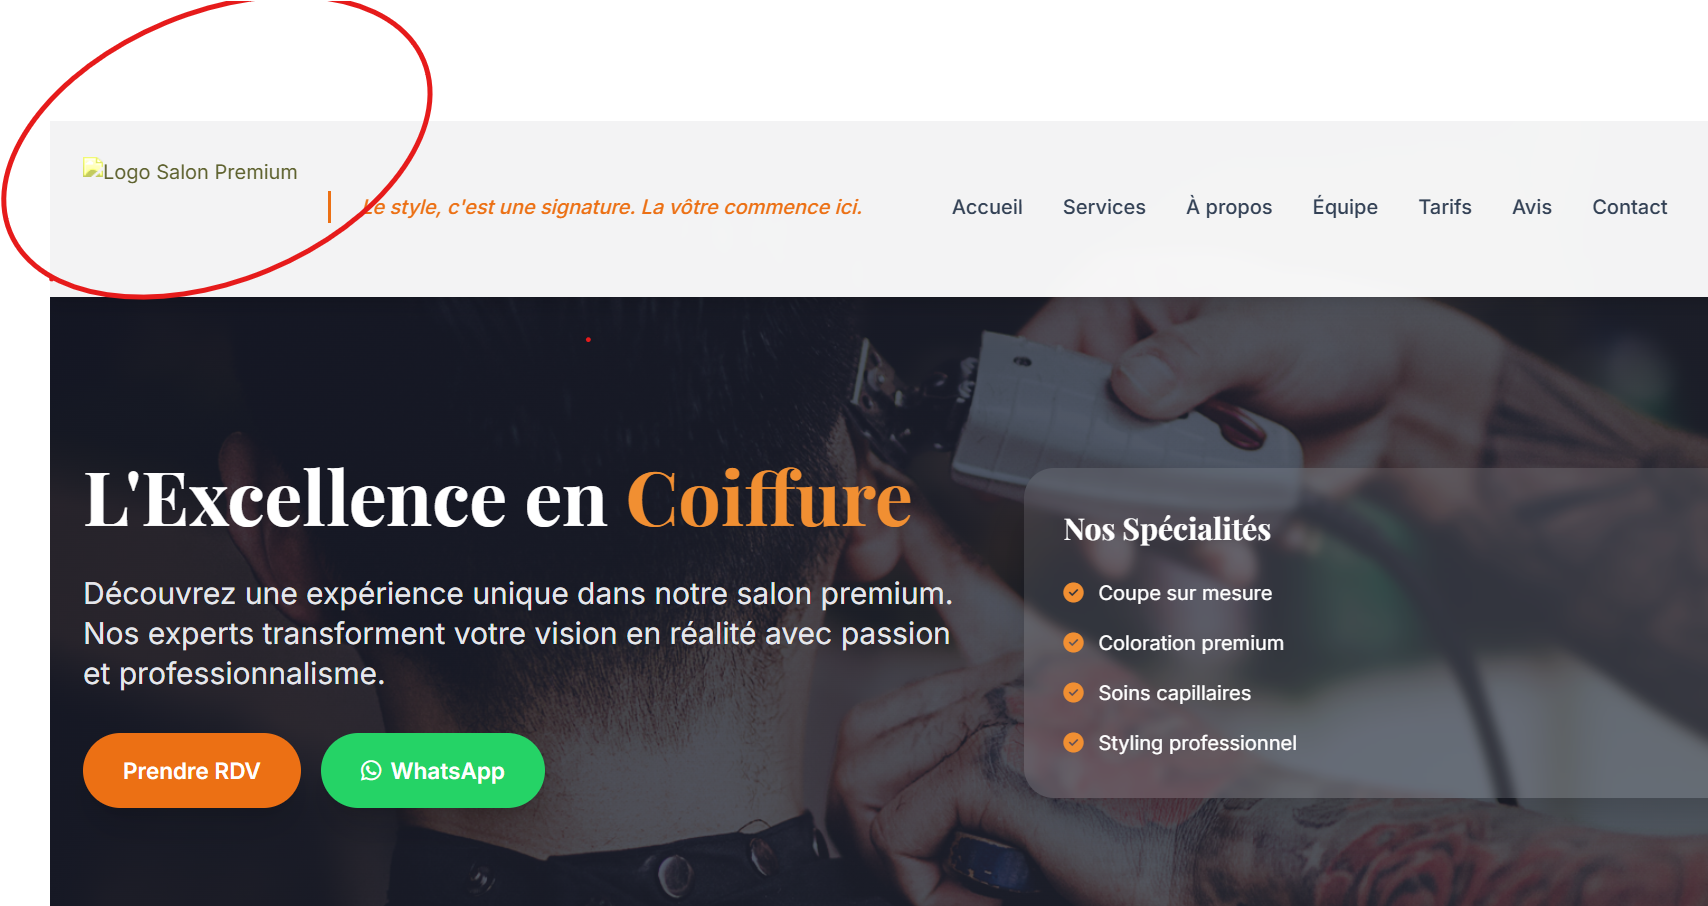 Logo Salon Premium
Le style, c'est une signature. La vôtre commence ici.
Accueil
Services
À propos
Équipe
Tarifs
Avis
Contact
L'Excellence en Coiffure
Découvrez une expérience unique dans notre salon premium.
Nos experts transforment votre vision en réalité avec passion
et professionnalisme.
Prendre RDV
WhatsApp
Nos Spécialités
Coupe sur mesure
Coloration premium
Soins capillaires
Styling professionnel